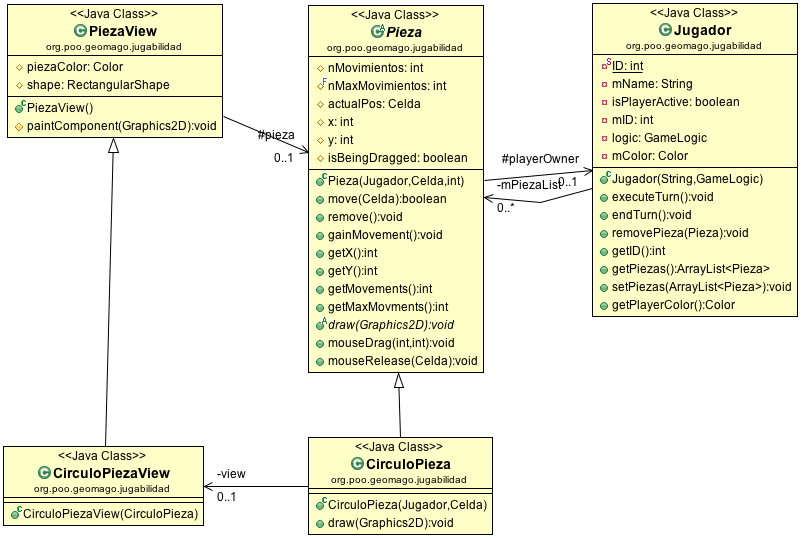 <<Java Class>>
PiezaView
org.poo.geomago.jugabilidad
piezaColor: Color
shape: RectangularShape
PiezaView()
paintComponent(Graphics2D):void
<<Java Class>>
Pieza
org.poo.geomago.jugabilidad
nMovimientos: int
nMaxMovimientos: int
actualPos: Celda
x: int
y: int
isBeingDragged: boolean
Pieza(Jugador,Celda,int)
move(Celda):boolean
remove():void
gainMovement():void
getX():int
getY():int
getMovements():int
getMaxMovments():int
draw(Graphics2D):void
mouseDrag(int,int):void
mouseRelease(Celda):void
<<Java Class>>
Jugador
org.poo.geomago.jugabilidad
ID: int
mName: String
isPlayerActive: boolean
mID: int
logic: GameLogic
mColor: Color
Jugador(String,GameLogic)
executeTurn():void
endTurn():void
removePieza(Pieza):void
getID():int
getPiezas():ArrayList<Pieza>
setPiezas(ArrayList<Pieza>):void
getPlayerColor():Color
#pieza
0..1
#playerOwner
0..1
-mPiezaList
0..*
<<Java Class>>
CirculoPiezaView
org.poo.geomago.jugabilidad
CirculoPiezaView(CirculoPieza)
-view
0..1
<<Java Class>>
CirculoPieza
org.poo.geomago.jugabilidad
CirculoPieza(Jugador,Celda)
draw(Graphics2D):void